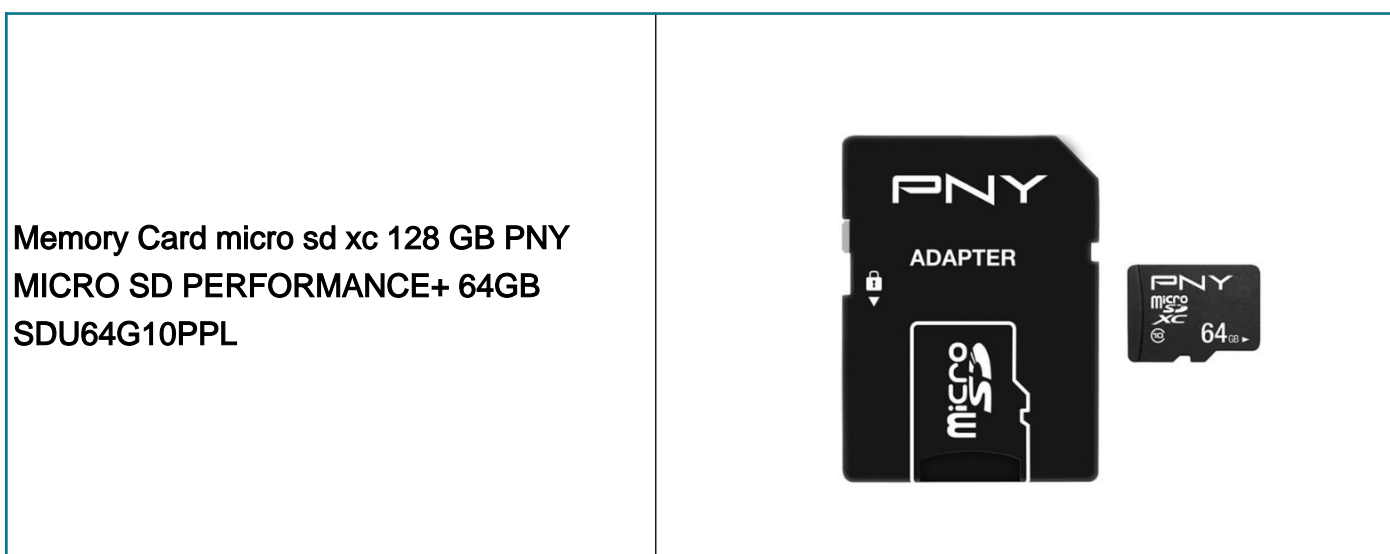 Memory Card micro sd xc 128 GB PNY
MICRO SD PERFORMANCE+ 64GB
SDU64G10PPL
PNY
ADAPTER
micro
SD
PNY
micro
SD
XC
10
64GB